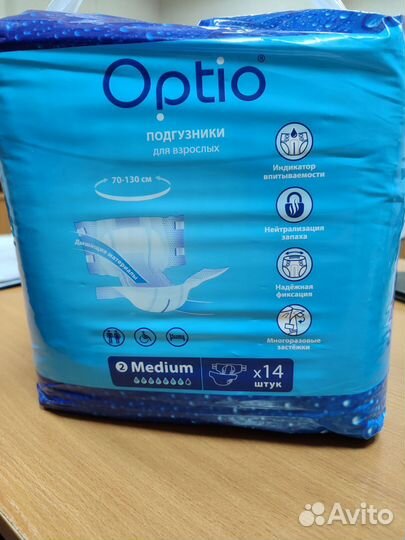 Optio®
ПОДГУЗНИКИ
для взрослых
70-130 см
Дышащие материалы
Индикатор
впитываемости
Нейтрализация
запаха
Надёжная
фиксация
Многоразовые
застёжки
2 Medium
x14
штук
Avito